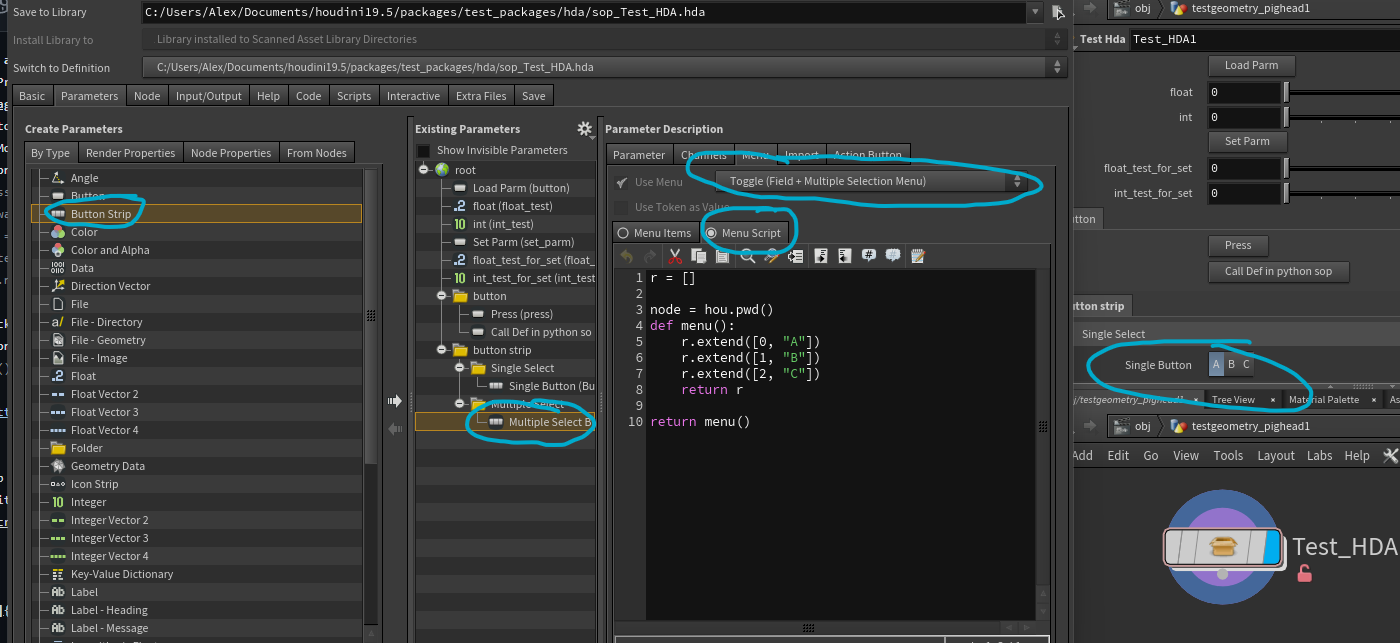 Save to Library C:/Users/Alex/Documents/houdini19.5/packages/test_packages/hda/sop_Test_HDA.hda
Install Library to Library installed to Scanned Asset Library Directories
Switch to Definition C:/Users/Alex/Documents/houdini19.5/packages/test_packages/hda/sop_Test_HDA.hda
Basic Parameters Node Input/Output Help Code Scripts Interactive Extra Files Save
Create Parameters
By Type Render Properties Node Properties From Nodes
Angle
Button
Button Strip
Color
Color and Alpha
Data
Direction Vector
File
File - Directory
File - Geometry
File - Image
Float
Float Vector 2
Float Vector 3
Float Vector 4
Folder
Geometry Data
Icon Strip
Integer
Integer Vector 2
Integer Vector 3
Integer Vector 4
Key-Value Dictionary
Label
Label - Heading
Label - Message
Existing Parameters
Show Invisible Parameters
root
Load Parm (button)
float (float_test)
int (int_test)
Set Parm (set_parm)
float_test_for_set (float_
int_test_for_set (int_test
button
Press (press)
Call Def in python so
button strip
Single Select
Single Button (Bu
Multiple Select
Multiple Select B
Parameter Description
Parameter Channels Menu Import Action Button
Use Menu Toggle (Field + Multiple Selection Menu)
Use Token as Value
Menu Items Menu Script
1 r = []
2
3 node = hou.pwd()
4 def menu():
5 r.extend([0, "A"])
6 r.extend([1, "B"])
7 r.extend([2, "C"])
8 return r
9
10 return menu()
obj testgeometry_pighead1
Test Hda Test_HDA1
Load Parm
float 0
int 0
Set Parm
float_test_for_set 0
int_test_for_set 0
utton
Press
Call Def in python sop
utton strip
Single Select
Single Button A B C
/testgeometry_pighead1 × Tree View × Material Palette × As
obj testgeometry_pighead1
Add Edit Go View Tools Layout Labs Help
Test_HDA